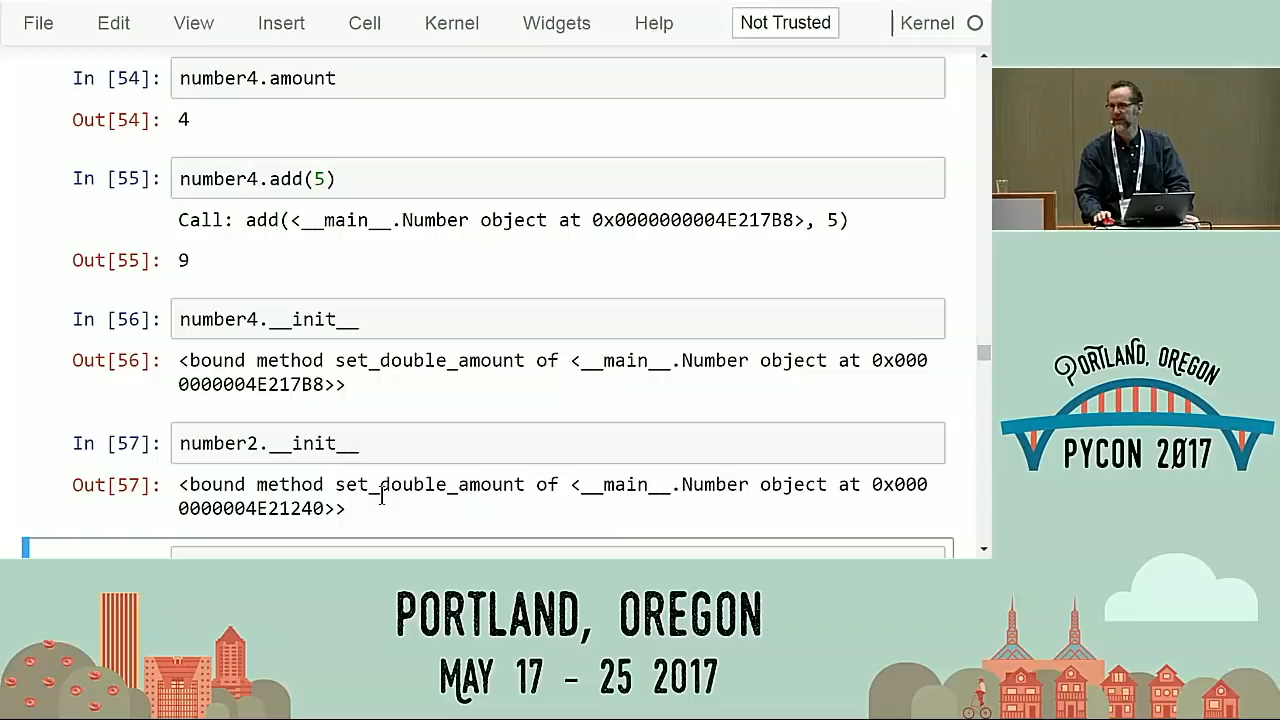 File Edit View Insert Cell Kernel Widgets Help Not Trusted Kernel
In [54]: number4.amount
Out[54]: 4
In [55]: number4.add(5)
Call: add(<__main__.Number object at 0x0000000004E217B8>, 5)
Out[55]: 9
In [56]: number4.__init__
Out[56]: <bound method set_double_amount of <__main__.Number object at 0x000
0000004E217B8>>
In [57]: number2.__init__
Out[57]: <bound method set_double_amount of <__main__.Number object at 0x000
0000004E21240>>
PORTLAND, OREGON
PYCON 2017
PORTLAND, OREGON
MAY 17 - 25 2017